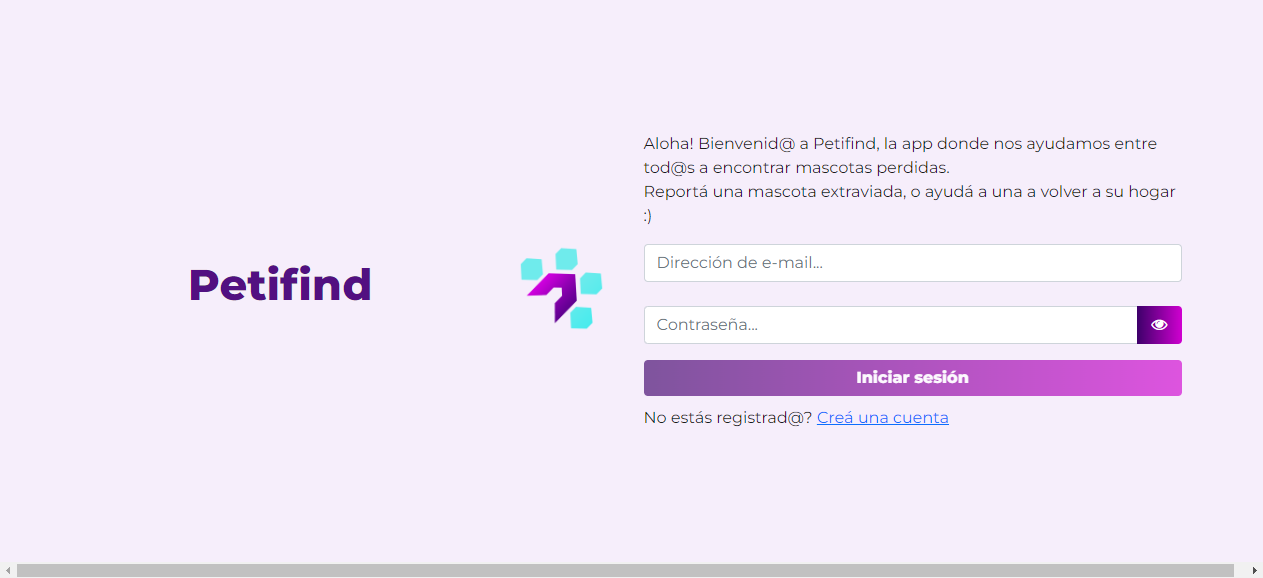 Petifind
Aloha! Bienvenid@ a Petifind, la app donde nos ayudamos entre
tod@s a encontrar mascotas perdidas.
Reportá una mascota extraviada, o ayudá a una a volver a su hogar
:)
Dirección de e-mail...
Contraseña...
Iniciar sesión
No estás registrad@? Creá una cuenta